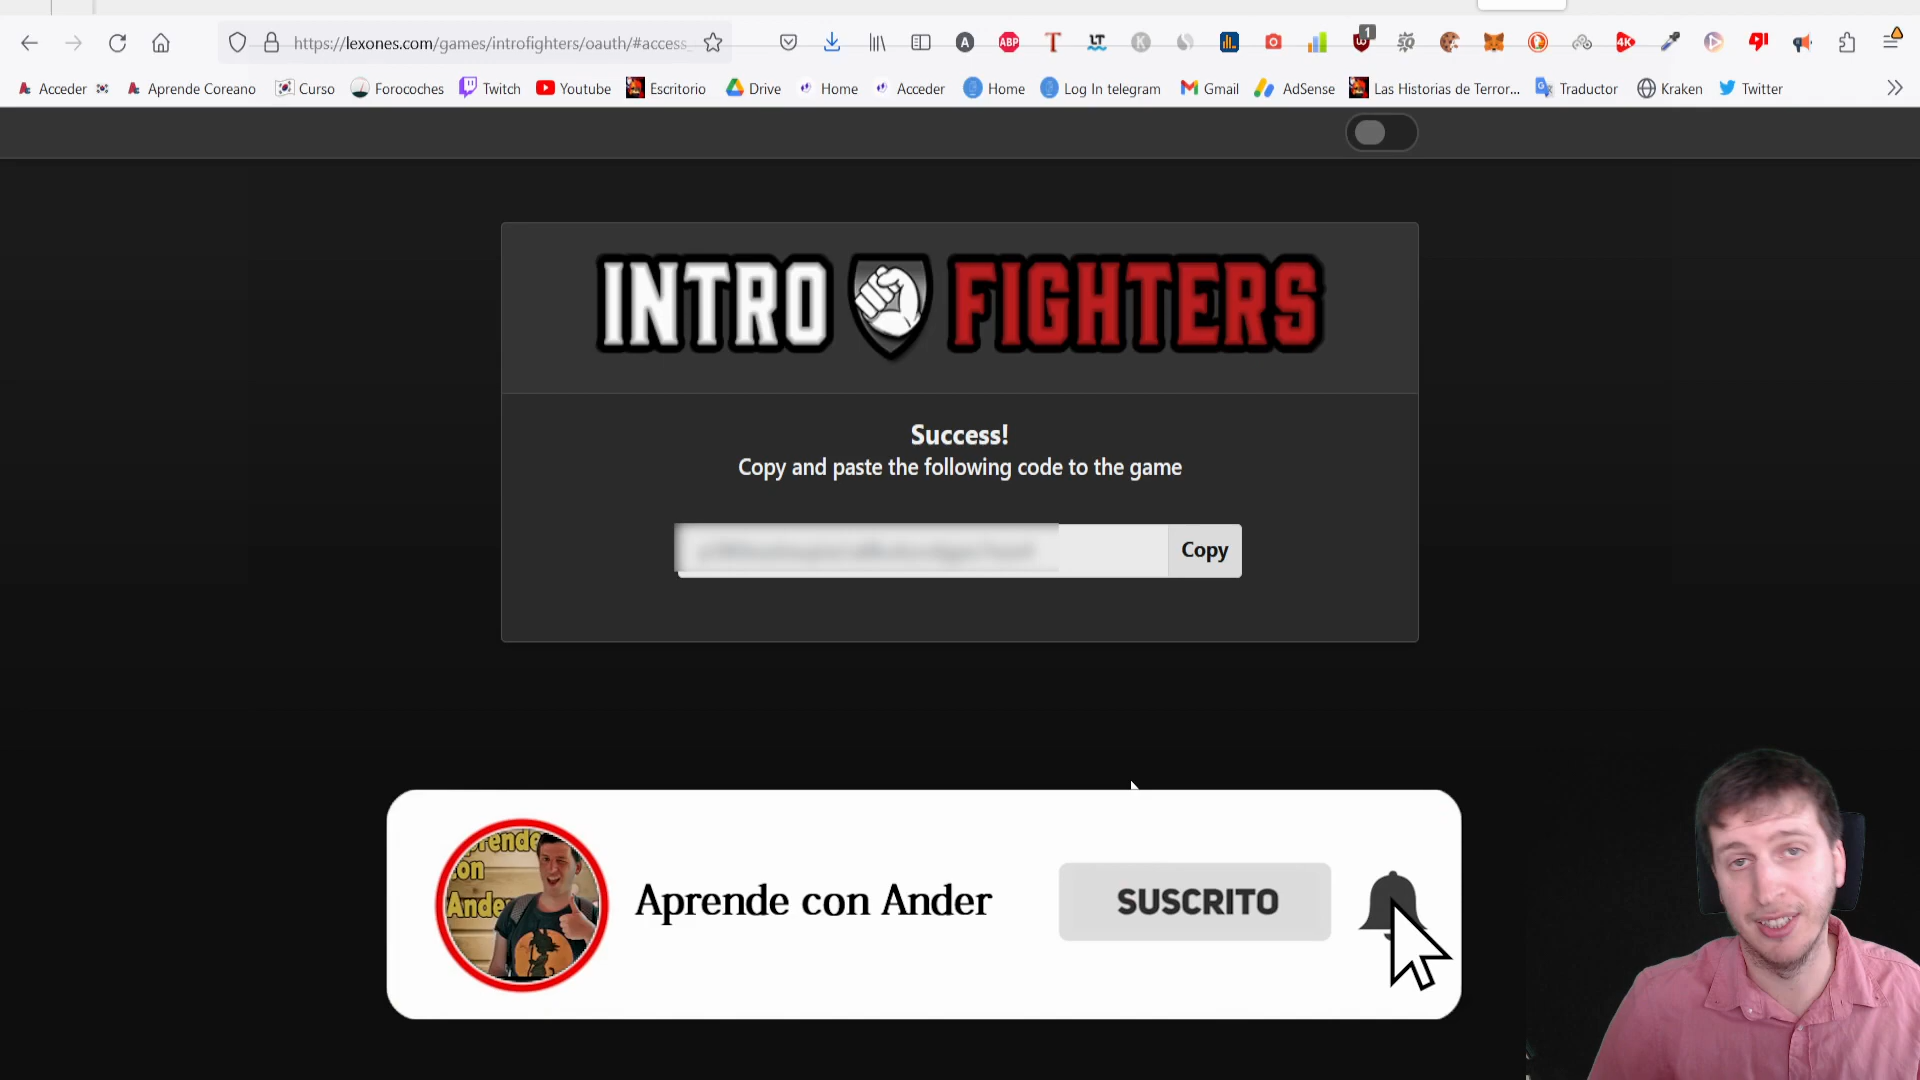 https://lexones.com/games/introfighters/oauth/#access_
Acceder
Aprende Coreano
Curso
Forocoches
Twitch
Youtube
Escritorio
Drive
Home
Acceder
Home
Log In telegram
Gmail
AdSense
Las Historias de Terror...
Traductor
Kraken
Twitter
INTRO FIGHTERS
Success!
Copy and paste the following code to the game
Copy
Aprende con Ander
SUSCRITO